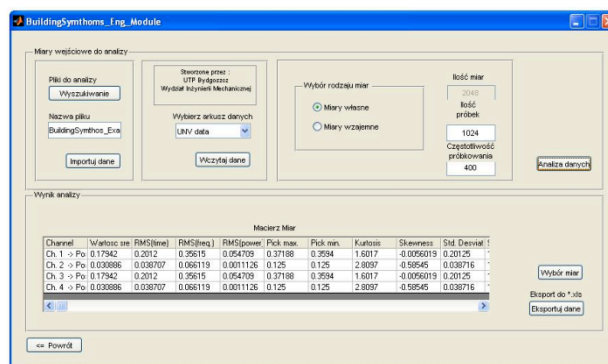 BuildingSymthoms_Eng_Module
Miary wejściowe do analizy
Pliki do analizy
Wyszukiwanie
Nazwa pliku
BuildingSymthos_Exa
Importuj dane
Stworzone przez :
UTP Bydgoszcz
Wydział Inżynierii Mechanicznej
Wybierz arkusz danych
UNV data
Wczytaj dane
Wybór rodzaju miar
Miary własne
Miary wzajemne
Ilość miar
2048
Ilość
próbek
1024
Częstotliwość
próbkowania
400
Analiza danych
Wynik analizy
Macierz Miar
Channel Wartosc sre RMS(time) RMS(freq.) RMS(power_ Pick max. Pick min. Kurtosis Skewness Std. Desviat
Ch. 1 -> Po 0.17942 0.2012 0.35615 0.054709 0.37188 0.3594 1.6017 -0.0056019 0.20125
Ch. 2 -> Po 0.030886 0.038707 0.066119 0.0011126 0.125 0.125 2.8097 -0.58545 0.038716
Ch. 3 -> Po 0.17942 0.2012 0.35615 0.054709 0.37188 0.3594 1.6017 -0.0056019 0.20125
Ch. 4 -> Po 0.030886 0.038707 0.066119 0.0011126 0.125 0.125 2.8097 -0.58545 0.038716
Wybór miar
Eksport do *.xls
Eksportuj dane
<= Powrót